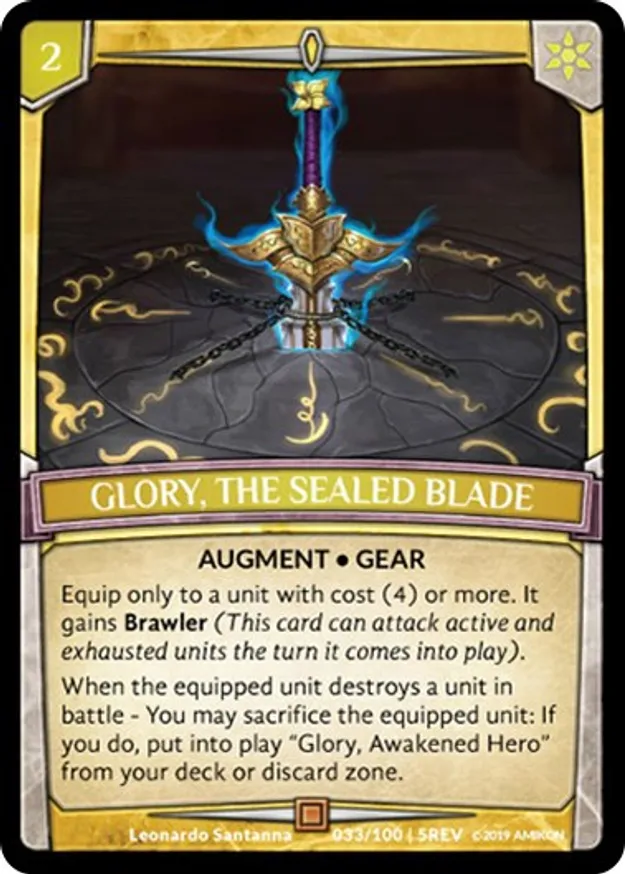 2
GLORY, THE SEALED BLADE
AUGMENT ● GEAR
Equip only to a unit with cost (4) or more. It
gains Brawler (This card can attack active and
exhausted units the turn it comes into play).
When the equipped unit destroys a unit in
battle - You may sacrifice the equipped unit: If
you do, put into play “Glory, Awakened Hero”
from your deck or discard zone.
Leonardo Santanna 033/100 | 5REV ©2019 AMIKON